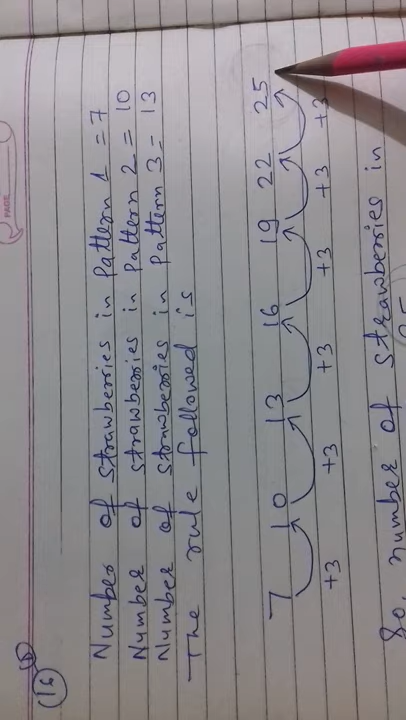 Number of Strawberries in Pattern 1 = 7
Number of Strawberries in Pattern 2 = 10
Number of Strawberries in Pattern 3 = 13
The rule followed is
7 10 13 16 19 22 25
+3 +3 +3 +3 +3 +3
So, number of strawberries in